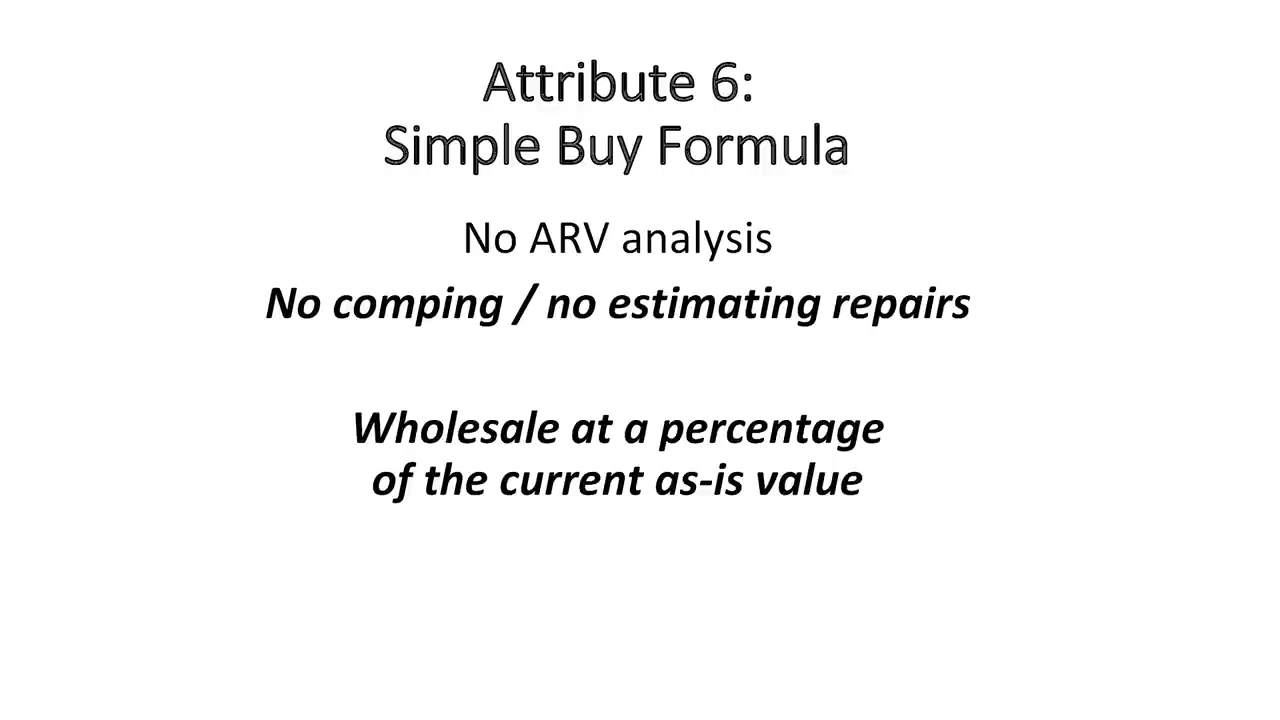 Attribute 6:
Simple Buy Formula
No ARV analysis
No comping / no estimating repairs
Wholesale at a percentage
of the current as-is value